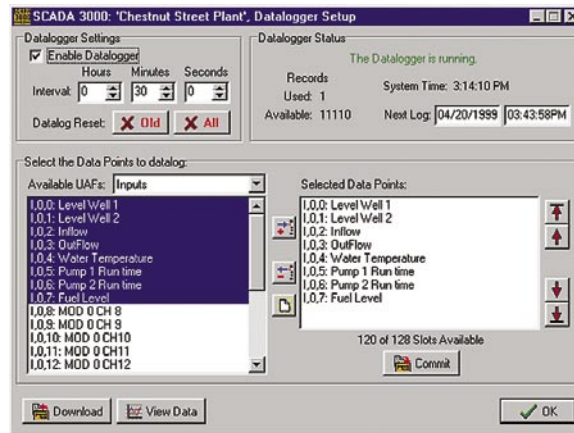 SCADA 3000: 'Chestnut Street Plant', Datalogger Setup
Datalogger Settings
Enable Datalogger
Hours Minutes Seconds
Interval: 0 30 0
Datalog Reset: Old All
Datalogger Status
The Datalogger is running.
Records
Used: 1
Available: 11110
System Time: 3:14:10 PM
Next Log: 04/20/1999 03:43:58PM
Select the Data Points to datalog:
Available UAFs: Inputs
I,0,0: Level Well 1
I,0,1: Level Well 2
I,0,2: Inflow
I,0,3: OutFlow
I,0,4: Water Temperature
I,0,5: Pump 1 Run time
I,0,6: Pump 2 Run time
I,0,7: Fuel Level
I,0,8: MOD 0 CH 8
I,0,9: MOD 0 CH 9
I,0,10: MOD 0 CH10
I,0,11: MOD 0 CH11
I,0,12: MOD 0 CH12
Selected Data Points:
I,0,0: Level Well 1
I,0,1: Level Well 2
I,0,2: Inflow
I,0,3: OutFlow
I,0,4: Water Temperature
I,0,5: Pump 1 Run time
I,0,6: Pump 2 Run time
I,0,7: Fuel Level
120 of 128 Slots Available
Commit
Download
View Data
OK